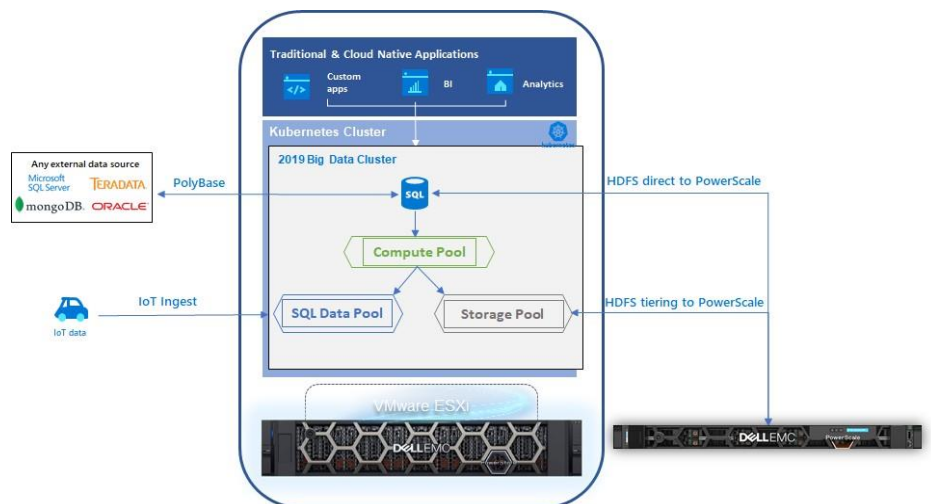 Traditional & Cloud Native Applications
Custom
apps
BI
Analytics
Kubernetes Cluster
kubernetes
2019 Big Data Cluster
Any external data source
Microsoft
SQL Server
TERADATA
mongoDB.
ORACLE
PolyBase
SQL
HDFS direct to PowerScale
Compute Pool
IoT Ingest
IoT data
SQL Data Pool
Storage Pool
HDFS tiering to PowerScale
VMware ESXi
DELLEMC
DELLEMC
PowerScale